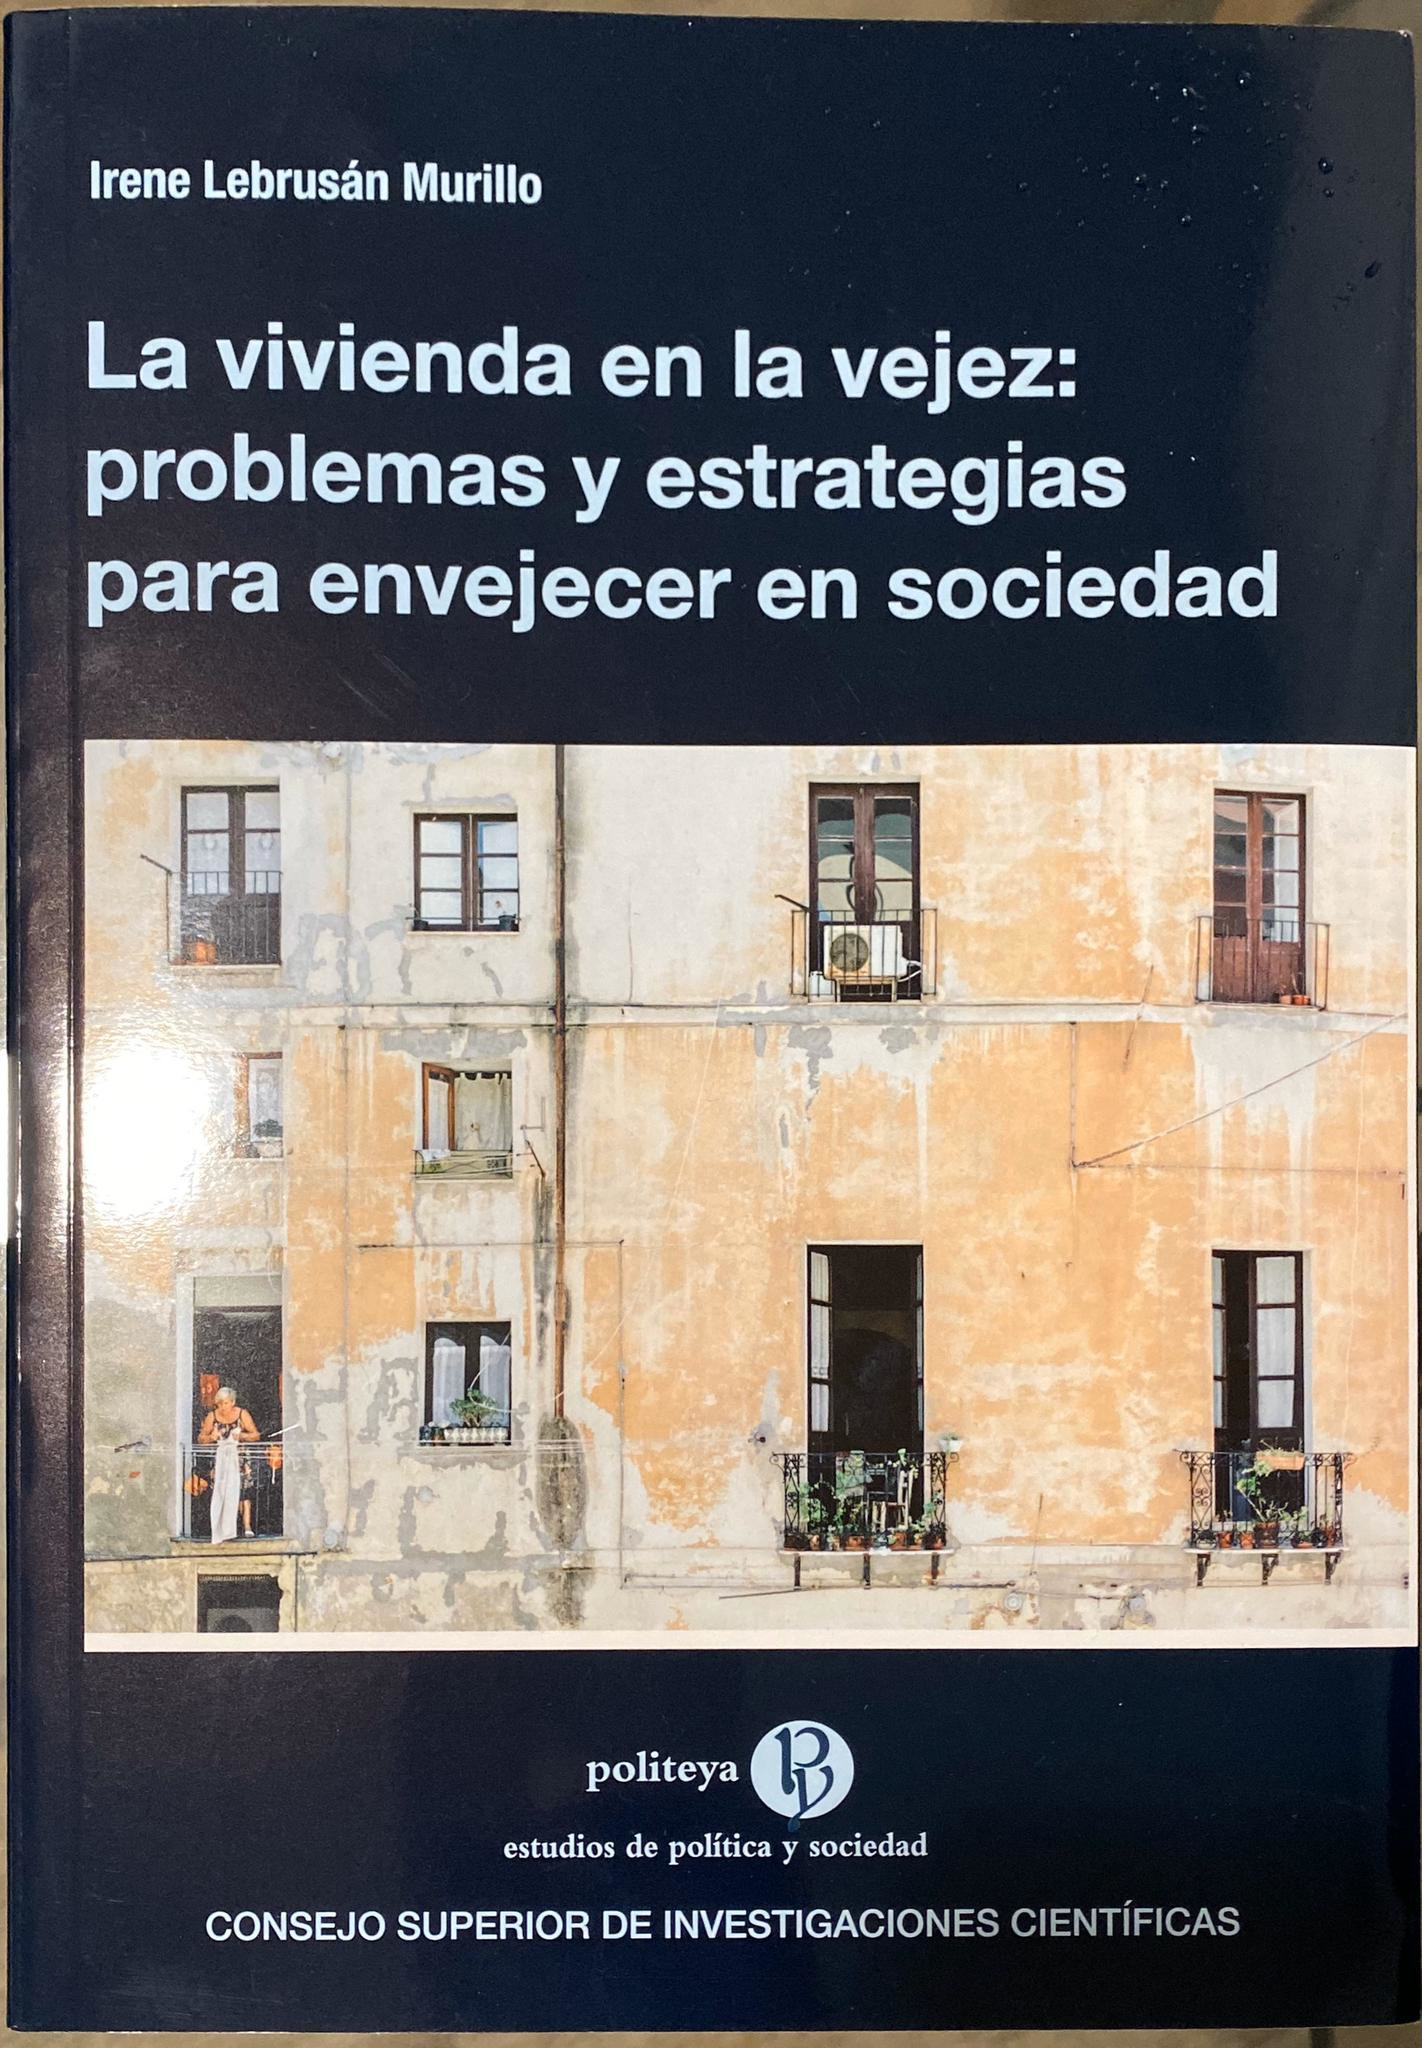 Irene Lebrusán Murillo
La vivienda en la vejez:
problemas y estrategias
para envejecer en sociedad
politeya
estudios de política y sociedad
CONSEJO SUPERIOR DE INVESTIGACIONES CIENTÍFICAS